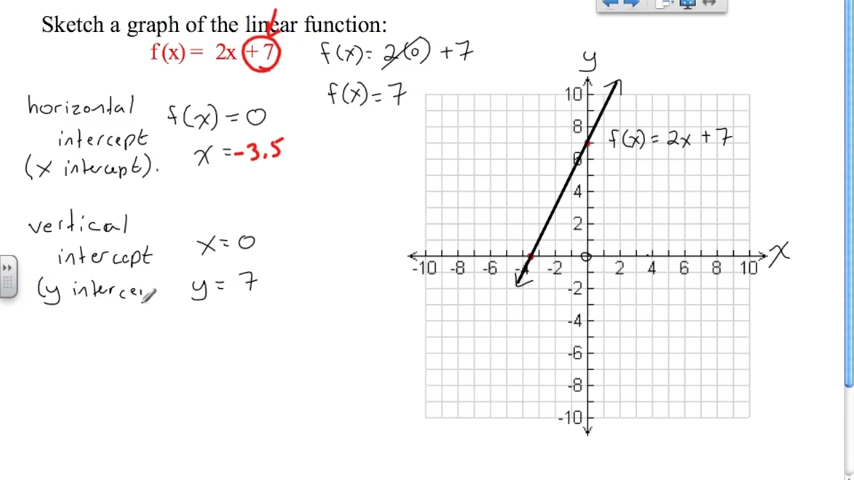 Sketch a graph of the linear function:
f(x) = 2x + 7
f(x) = 2(0) + 7
f(x) = 7
horizontal
intercept
(x intercept).
f(x) = 0
x = -3.5
vertical
intercept
(y intercep
x = 0
y = 7
y
10
8
6
4
2
f(x) = 2x + 7
-10 -8 -6 -4 -2 0 2 4 6 8 10
x
-2
-4
-6
-8
-10